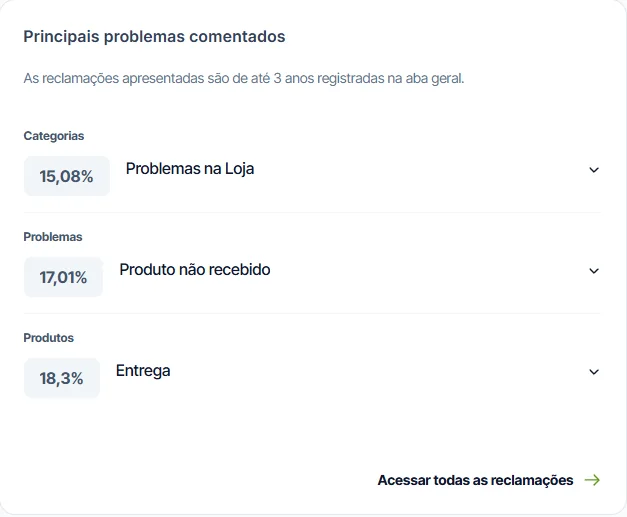 Principais problemas comentados
As reclamações apresentadas são de até 3 anos registradas na aba geral.
Categorias
15,08% Problemas na Loja
Problemas
17,01% Produto não recebido
Produtos
18,3% Entrega
Acessar todas as reclamações